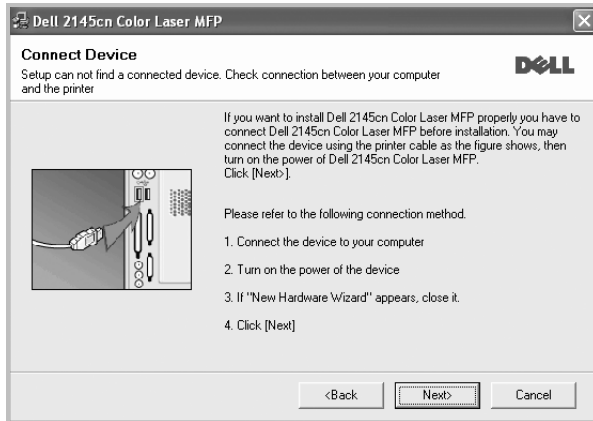 Dell 2145cn Color Laser MFP
Connect Device
Setup can not find a connected device. Check connection between your computer
and the printer
DELL
If you want to install Dell 2145cn Color Laser MFP properly you have to
connect Dell 2145cn Color Laser MFP before installation. You may
connect the device using the printer cable as the figure shows, then
turn on the power of Dell 2145cn Color Laser MFP.
Click [Next>].
Please refer to the following connection method.
1. Connect the device to your computer
2. Turn on the power of the device
3. If "New Hardware Wizard" appears, close it.
4. Click [Next]
<Back
Next>
Cancel